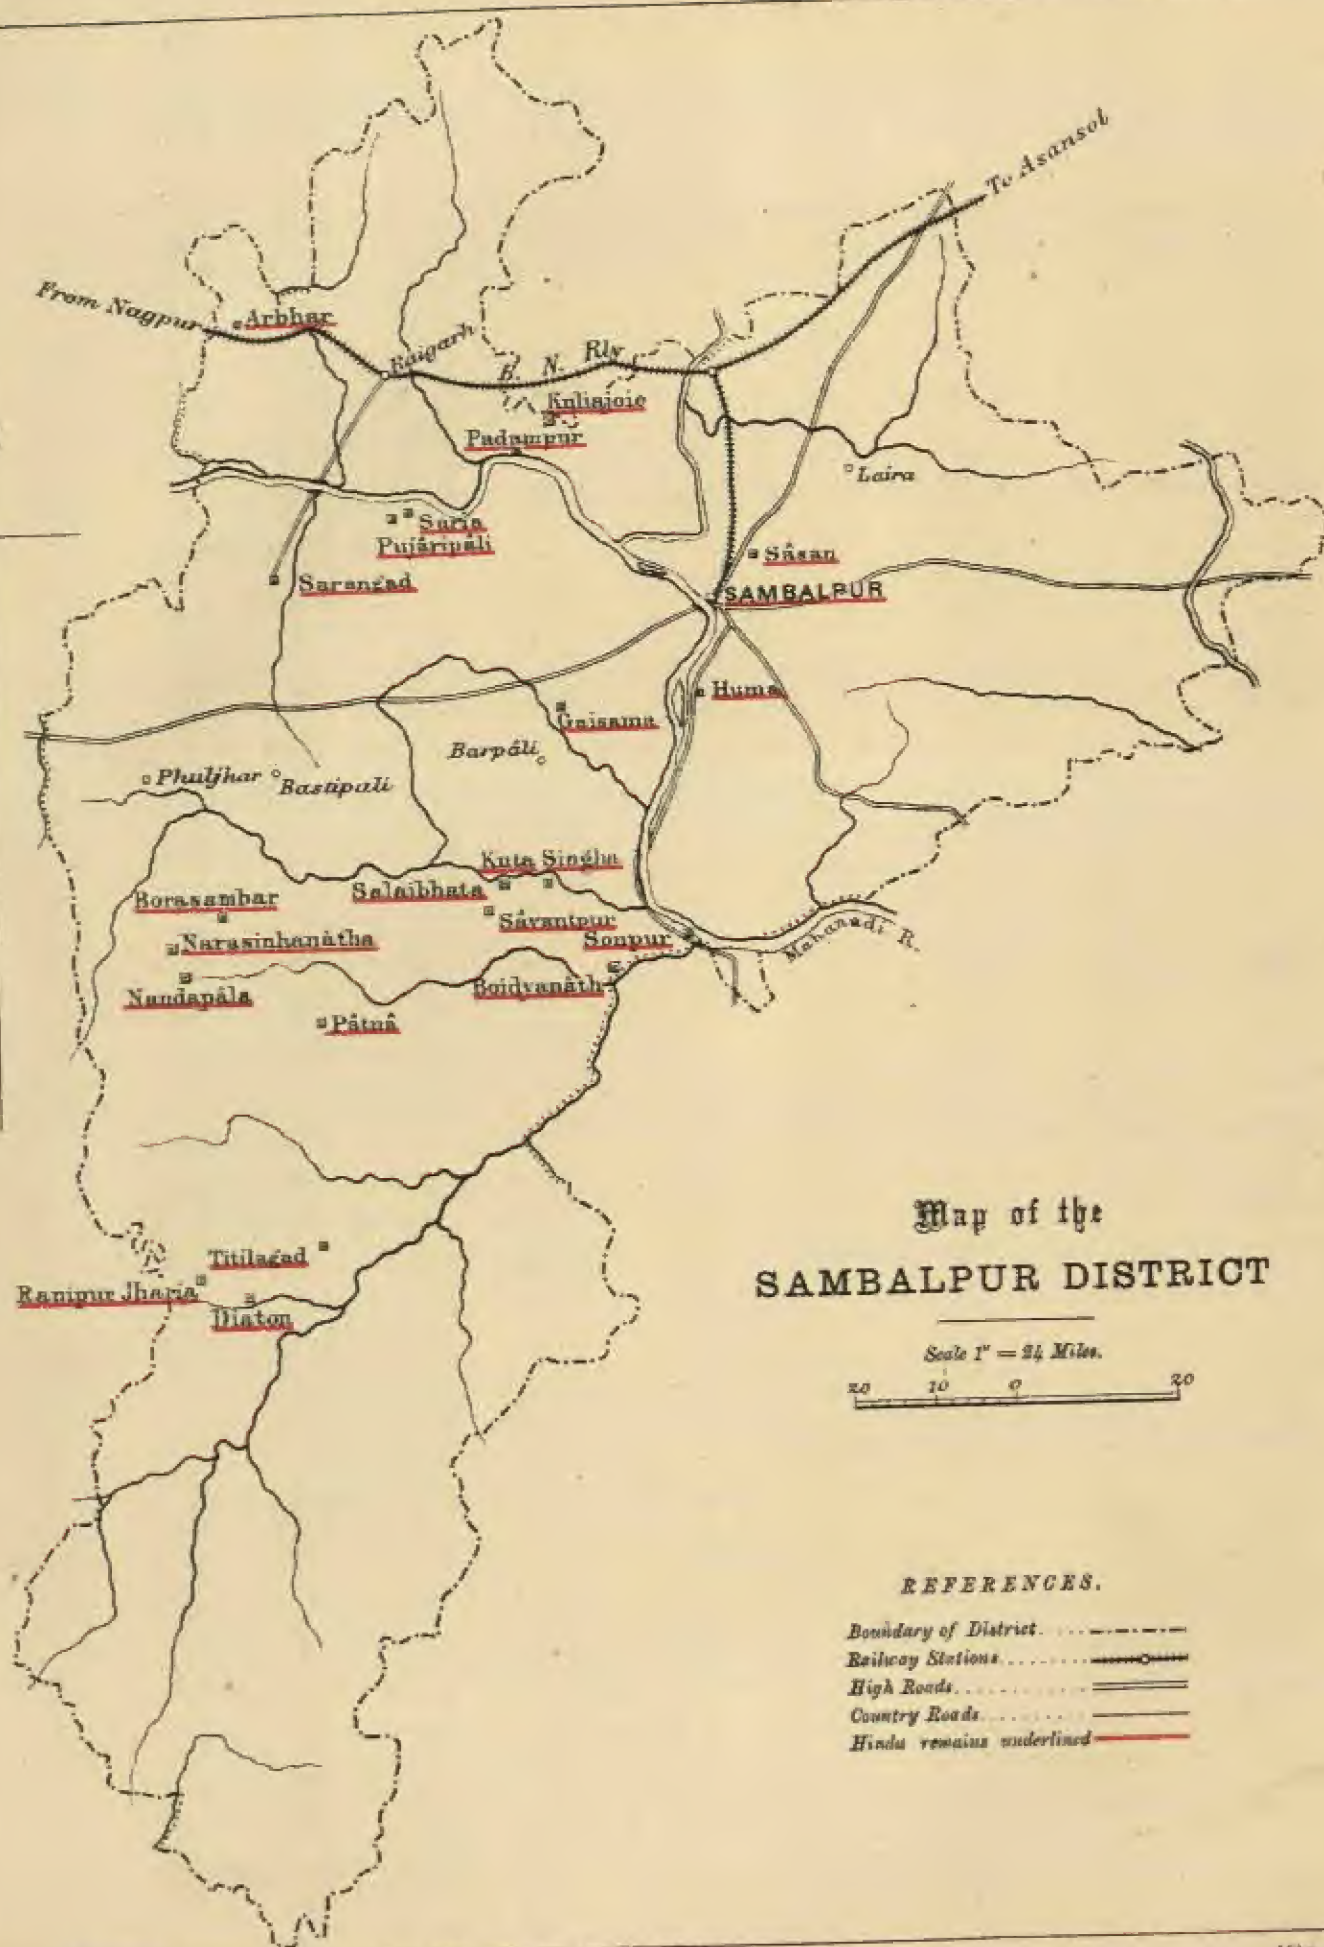 To Asansol
From Nagpur
Arbhar
Raigarh
B. N. Rly
Kuliajoie
Padampur
Laira
Suria
Pujâripâli
Sâsan
Sarangad
SAMBALPUR
Huma
Gaisama
Barpâli
Phuljhar
Bastipali
Kuta Singha
Salaibhata
Borasambar
Sâvantpur
Narasinhanâtha
Sonpur
Mahanadi R.
Boidyanâth
Nandapâla
Pâtnâ
Map of the
SAMBALPUR DISTRICT
Titilagad
Ranipur Jharia
Diaton
Scale 1" = 24 Miles.
20 10 0 20
REFERENCES.
Boundary of District
Railway Stations
High Roads
Country Roads
Hindu remains underlined